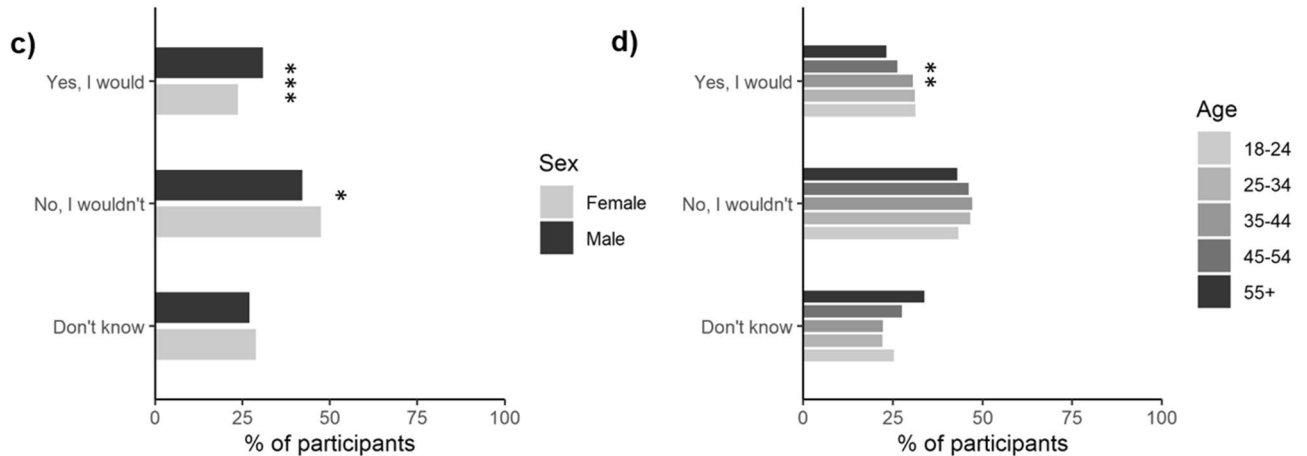 c)
Yes, I would
***
No, I wouldn't
*
Don't know
0 25 50 75 100
% of participants
Sex
Female
Male
d)
Yes, I would
**
No, I wouldn't
Don't know
0 25 50 75 100
% of participants
Age
18-24
25-34
35-44
45-54
55+